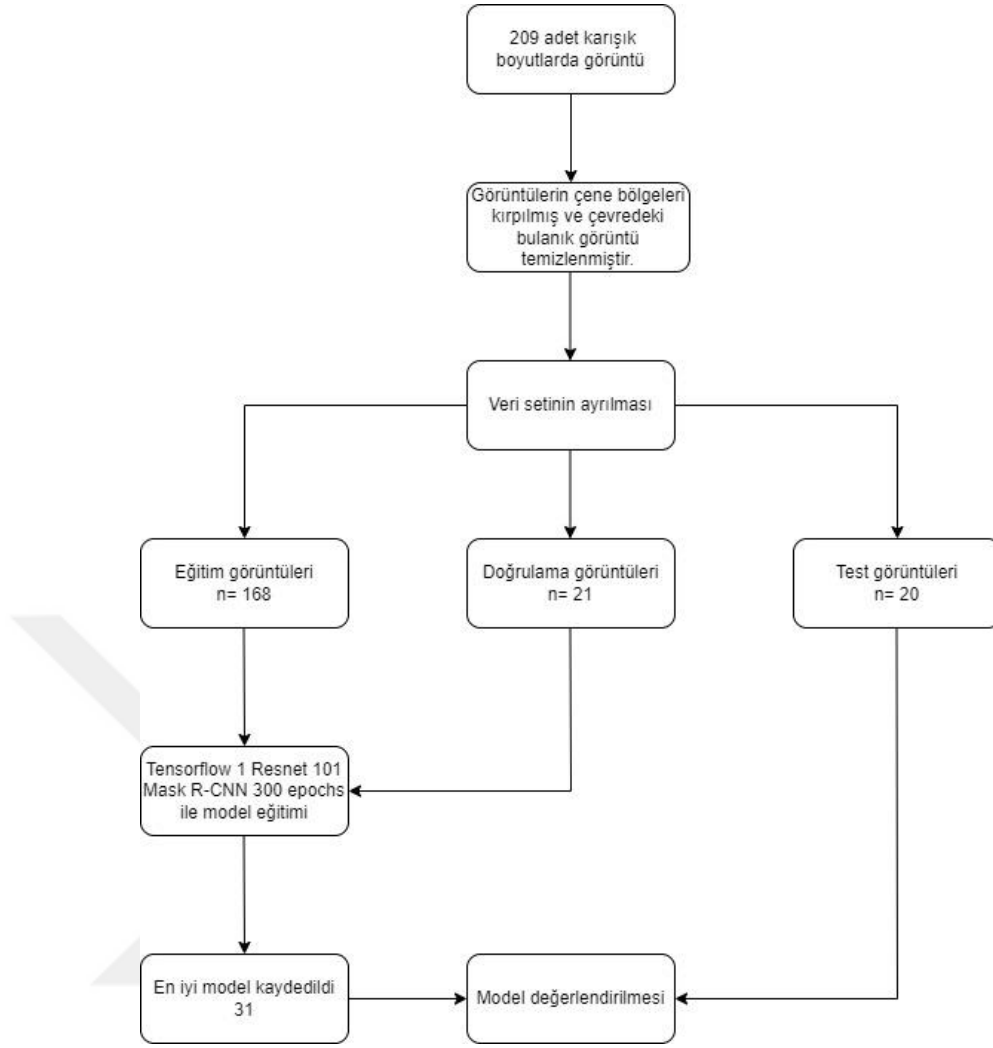 209 adet karışık
boyutlarda görüntü
Görüntülerin çene bölgeleri
kırpılmış ve çevredeki
bulanık görüntü
temizlenmiştir.
Veri setinin ayrılması
Eğitim görüntüleri
n= 168
Doğrulama görüntüleri
n= 21
Test görüntüleri
n= 20
Tensorflow 1 Resnet 101
Mask R-CNN 300 epochs
ile model eğitimi
En iyi model kaydedildi
31
Model değerlendirilmesi